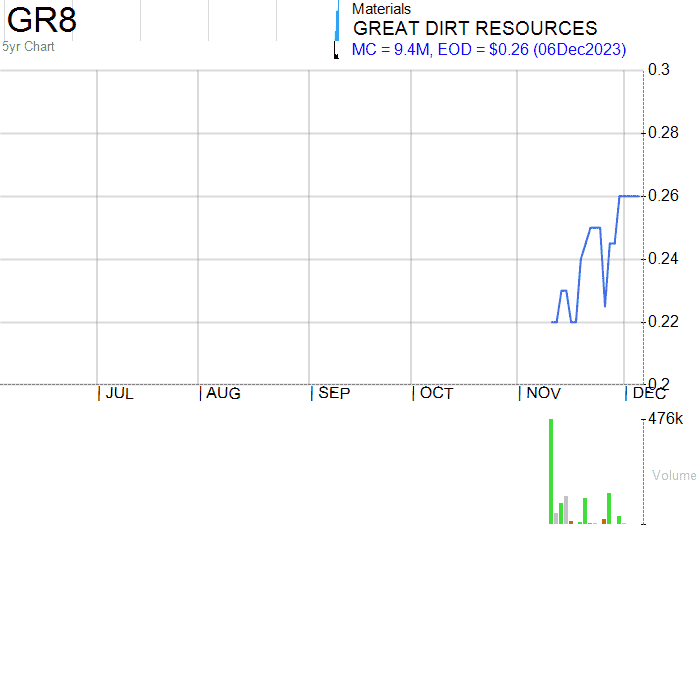 GR8
5yr Chart
Materials
GREAT DIRT RESOURCES
MC = 9.4M, EOD = $0.26 (06Dec2023)
0.3
0.28
0.26
0.24
0.22
0.2
JUL AUG SEP OCT NOV DEC
476k
Volume